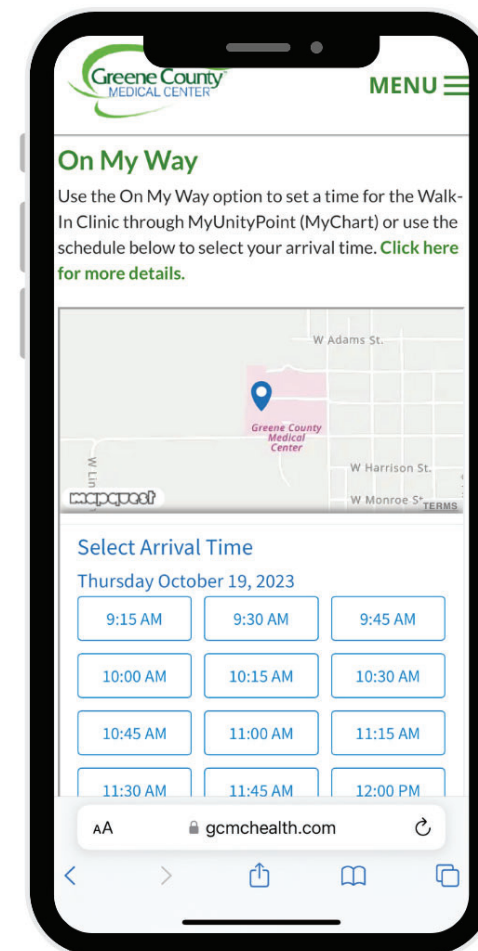 Greene County
MEDICAL CENTER
MENU
On My Way
Use the On My Way option to set a time for the Walk-
In Clinic through MyUnityPoint (MyChart) or use the
schedule below to select your arrival time. Click here
for more details.
W Adams St.
Greene County
Medical
Center
W Lin
W Harrison St.
W Monroe St
mapquest
TERMS
Select Arrival Time
Thursday October 19, 2023
9:15 AM 9:30 AM 9:45 AM
10:00 AM 10:15 AM 10:30 AM
10:45 AM 11:00 AM 11:15 AM
11:30 AM 11:45 AM 12:00 PM
AA gcmchealth.com